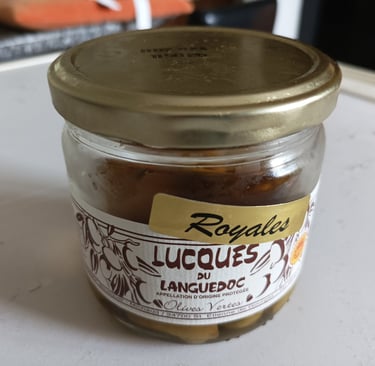 Royales
LUCQUES
DU
LANGUEDOC
APPELLATION D'ORIGINE PROTÉGÉE
Olives Vertes